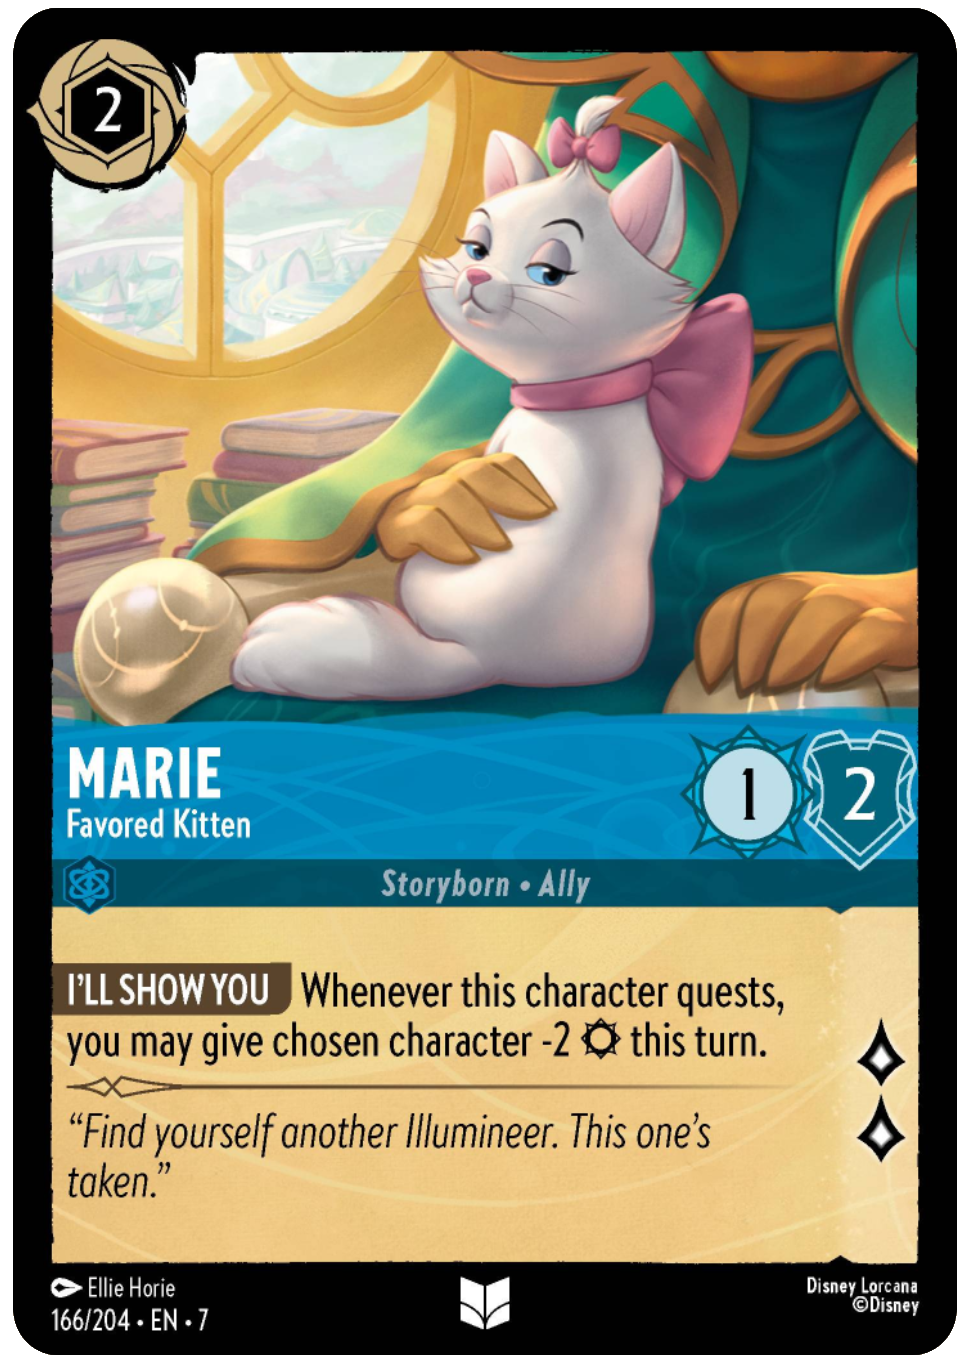 2
MARIE
Favored Kitten
1
2
Storyborn • Ally
I'LL SHOW YOU Whenever this character quests,
you may give chosen character -2 this turn.
“Find yourself another Illumineer. This one’s
taken.”
Ellie Horie
166/204 • EN • 7
Disney Lorcana
©Disney